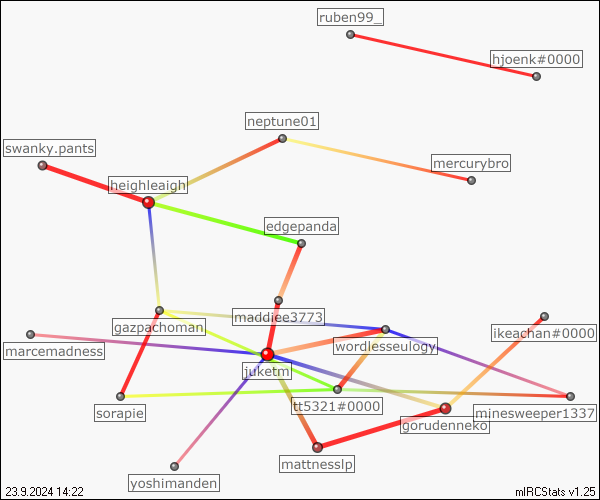 ruben99_
hjoenk#0000
neptune01
swanky.pants
mercurybro
heighleaigh
edgepanda
maddiee3773
gazpachoman
ikeachan#0000
wordlesseulogy
marcemadness
juketm
tt5321#0000
sorapie
minesweeper1337
gorudenneko
mattnesslp
yoshimanden
23.9.2024 14:22
mIRCStats v1.25